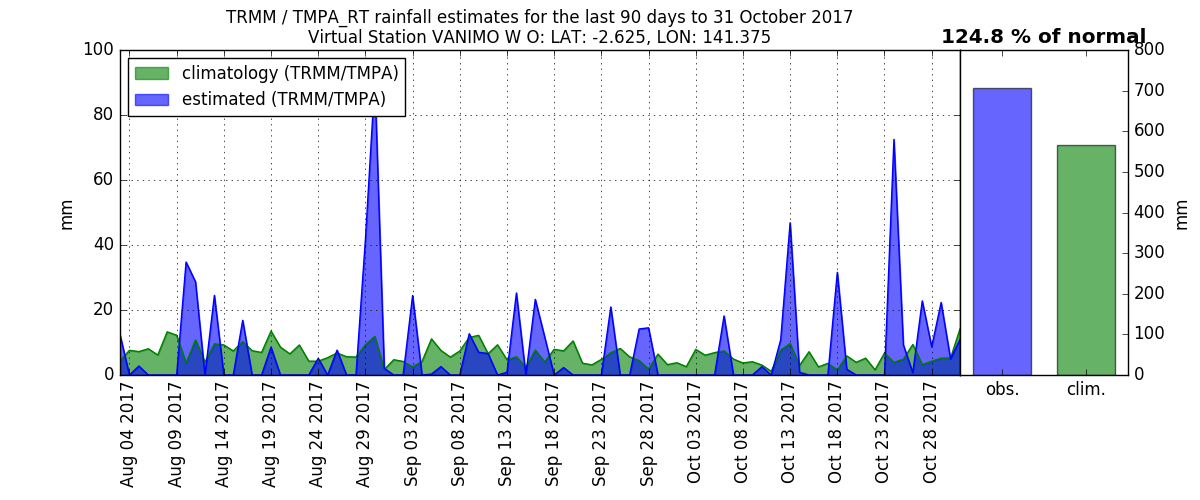 TRMM / TMPA_RT rainfall estimates for the last 90 days to 31 October 2017
Virtual Station VANIMO W O: LAT: -2.625, LON: 141.375
124.8 % of normal
climatology (TRMM/TMPA)
estimated (TRMM/TMPA)
100
80
60
40
20
0
mm
Aug 04 2017
Aug 09 2017
Aug 14 2017
Aug 19 2017
Aug 24 2017
Aug 29 2017
Sep 03 2017
Sep 08 2017
Sep 13 2017
Sep 18 2017
Sep 23 2017
Sep 28 2017
Oct 03 2017
Oct 08 2017
Oct 13 2017
Oct 18 2017
Oct 23 2017
Oct 28 2017
obs.
clim.
800
700
600
500
400
300
200
100
0
mm